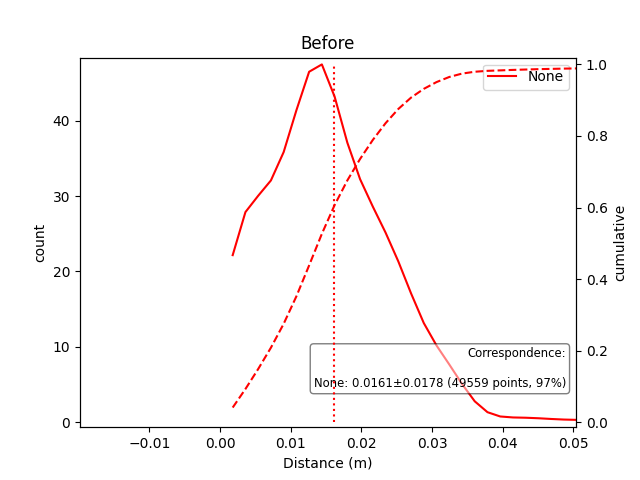 Before
None
count
40
30
20
10
0
1.0
0.8
0.6
0.4
0.2
0.0
cumulative
Correspondence:
None: 0.0161±0.0178 (49559 points, 97%)
−0.01 0.00 0.01 0.02 0.03 0.04 0.05
Distance (m)